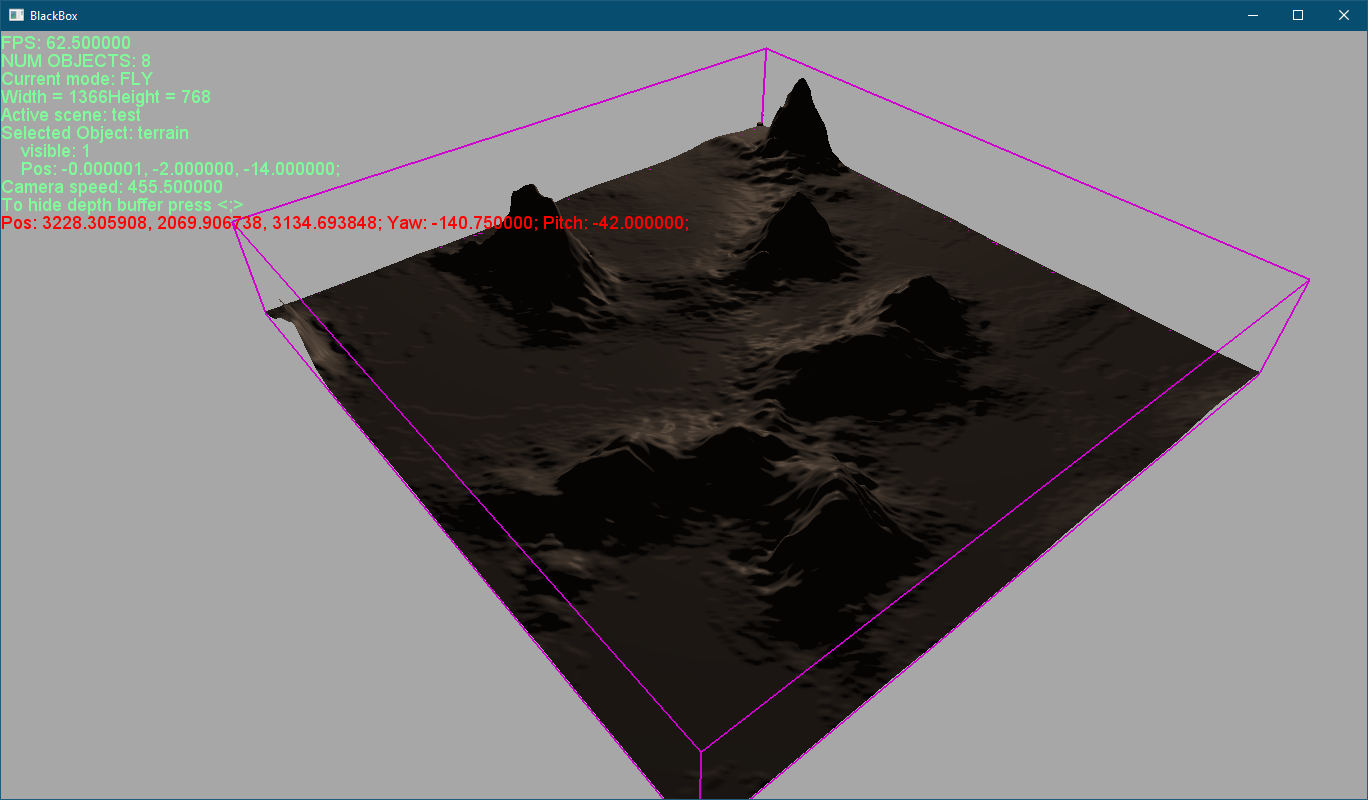 BlackBox
FPS: 62.500000
NUM OBJECTS: 8
Current mode: FLY
Width = 1366Height = 768
Active scene: test
Selected Object: terrain
visible: 1
Pos: -0.000001, -2.000000, -14.000000;
Camera speed: 455.500000
To hide depth buffer press <;>
Pos: 3228.305908, 2069.906738, 3134.693848; Yaw: -140.750000; Pitch: -42.000000;